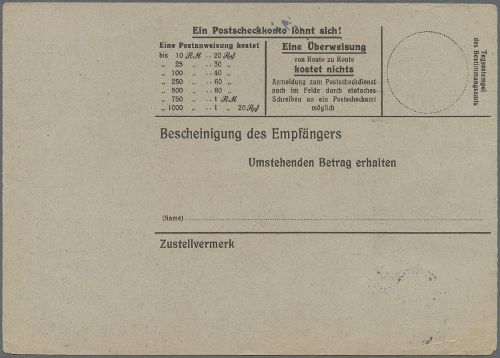 Ein Postscheckkonto lohnt sich!
Eine Postanweisung kostet
bis 10 RM .. 20 Rpf
„ 25 „ .. 30 „
„ 100 „ .. 40 „
„ 250 „ .. 60 „
„ 500 „ .. 80 „
„ 750 „ .. 1 RM
„ 1000 „ .. 1 „ 20 Rpf
Eine Überweisung
von Konto zu Konto
kostet nichts
Anmeldung zum Postscheckdienst
auch im Felde durch einfaches
Schreiben an ein Postscheckamt
möglich
Tagesstempel
des Bestimmungsamts
Bescheinigung des Empfängers
Umstehenden Betrag erhalten
(Name)
Zustellvermerk